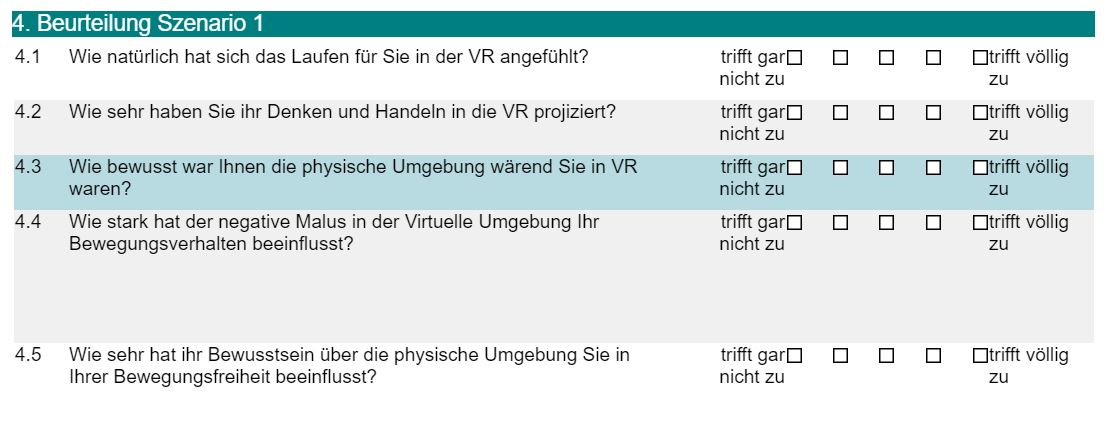 4. Beurteilung Szenario 1
4.1 Wie natürlich hat sich das Laufen für Sie in der VR angefühlt? trifft gar ☐ ☐ ☐ ☐ ☐ trifft völlig
nicht zu zu
4.2 Wie sehr haben Sie ihr Denken und Handeln in die VR projiziert? trifft gar ☐ ☐ ☐ ☐ ☐ trifft völlig
nicht zu zu
4.3 Wie bewusst war Ihnen die physische Umgebung wärend Sie in VR trifft gar ☐ ☐ ☐ ☐ ☐ trifft völlig
waren? nicht zu zu
4.4 Wie stark hat der negative Malus in der Virtuelle Umgebung Ihr trifft gar ☐ ☐ ☐ ☐ ☐ trifft völlig
Bewegungsverhalten beeinflusst? nicht zu zu
4.5 Wie sehr hat ihr Bewusstsein über die physische Umgebung Sie in trifft gar ☐ ☐ ☐ ☐ ☐ trifft völlig
Ihrer Bewegungsfreiheit beeinflusst? nicht zu zu